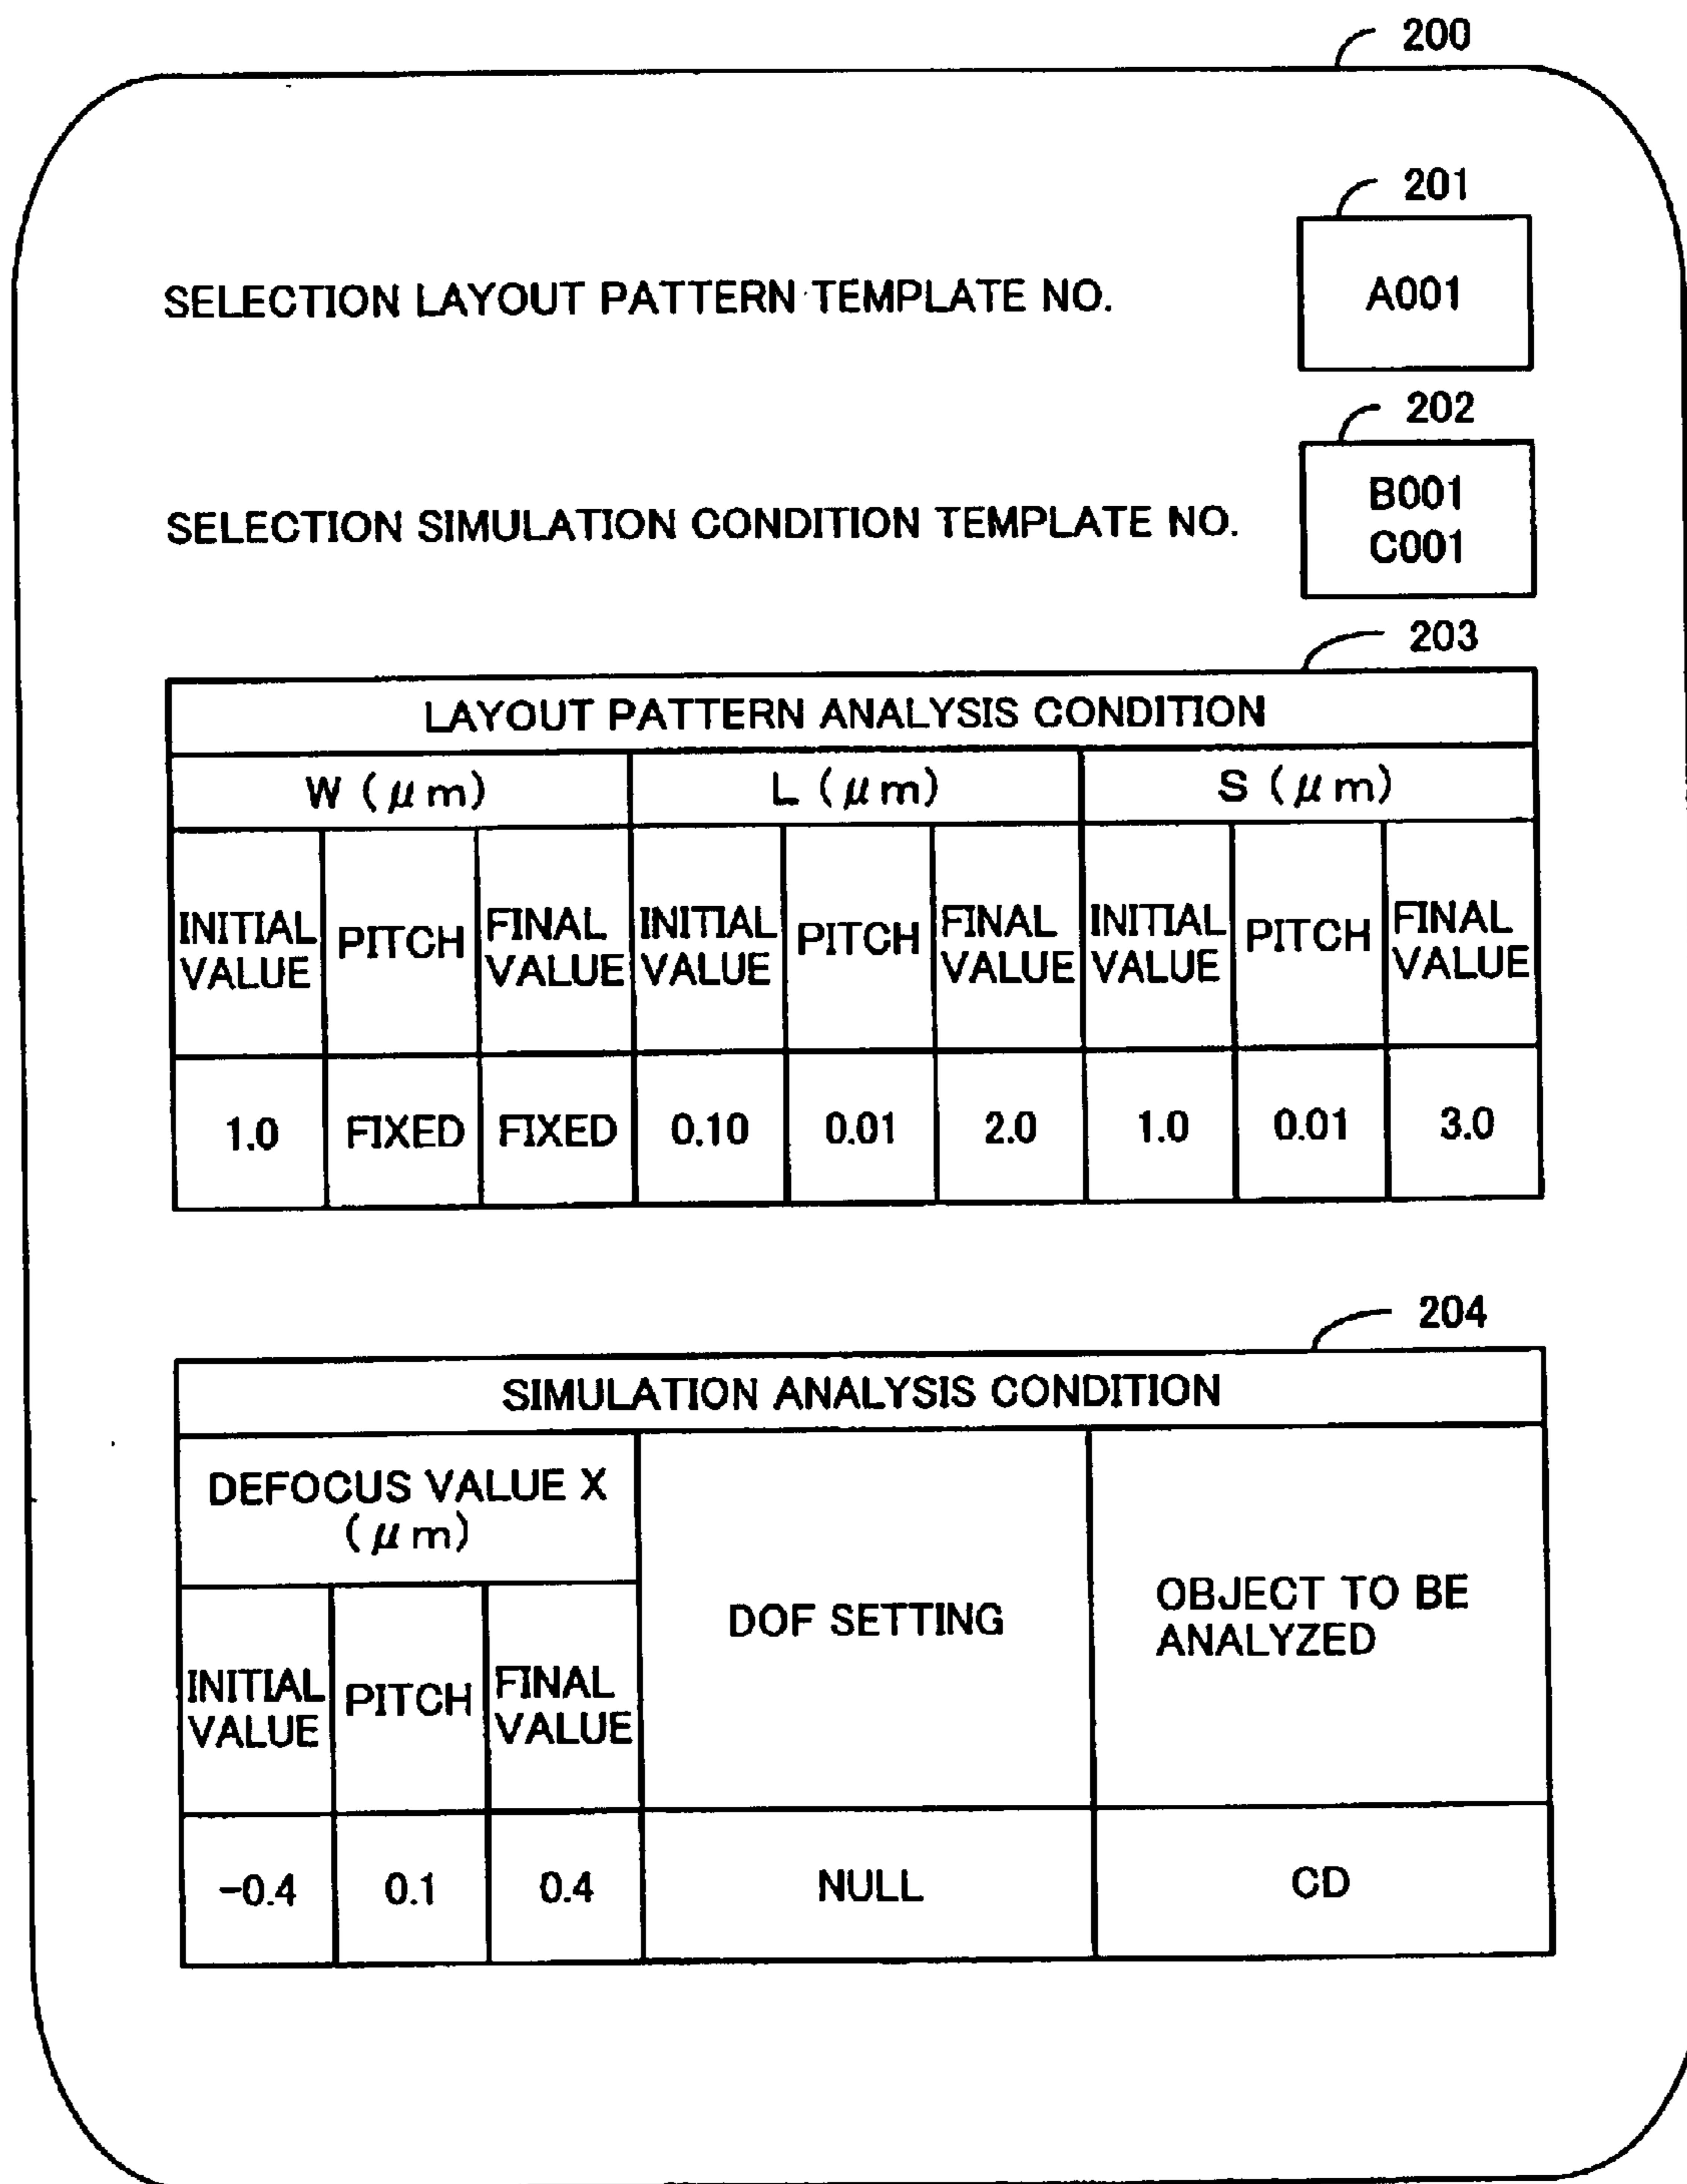 200
201
SELECTION LAYOUT PATTERN TEMPLATE NO.
A001
202
SELECTION SIMULATION CONDITION TEMPLATE NO.
B001
C001
203
LAYOUT PATTERN ANALYSIS CONDITION
W (μm) L (μm) S (μm)
INITIAL VALUE PITCH FINAL VALUE INITIAL VALUE PITCH FINAL VALUE INITIAL VALUE PITCH FINAL VALUE
1.0 FIXED FIXED 0.10 0.01 2.0 1.0 0.01 3.0
204
SIMULATION ANALYSIS CONDITION
DEFOCUS VALUE X
(μm)
DOF SETTING
OBJECT TO BE
ANALYZED
INITIAL VALUE PITCH FINAL VALUE
-0.4 0.1 0.4 NULL CD